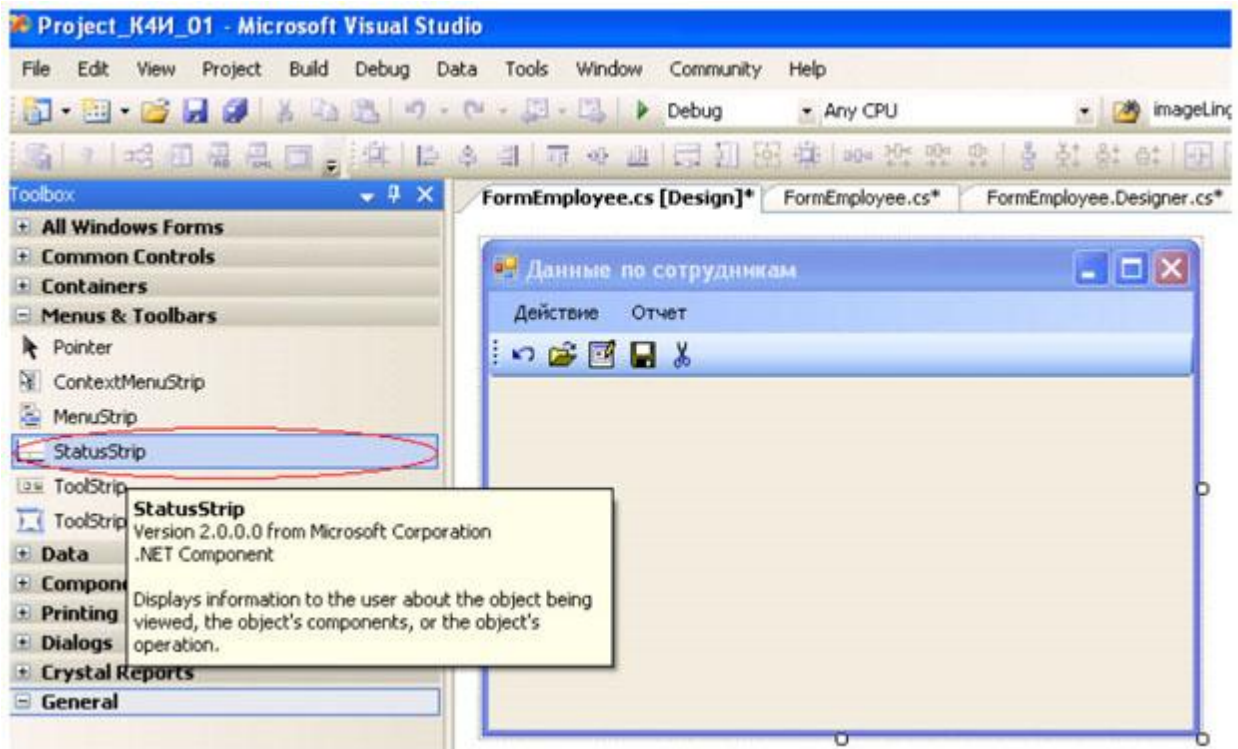 Project_К4И_01 - Microsoft Visual Studio
File Edit View Project Build Debug Data Tools Window Community Help
Debug Any CPU imageLing
Toolbox
FormEmployee.cs [Design]* FormEmployee.cs* FormEmployee.Designer.cs*
All Windows Forms
Common Controls
Containers
Menus & Toolbars
Pointer
ContextMenuStrip
MenuStrip
StatusStrip
ToolStrip
ToolStrip
Data
Compone
Printing
Dialogs
Crystal Reports
General
StatusStrip
Version 2.0.0.0 from Microsoft Corporation
.NET Component
Displays information to the user about the object being
viewed, the object's components, or the object's
operation.
Данные по сотрудникам
Действие Отчет